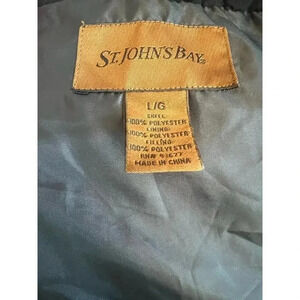 ST. JOHN'S BAY®
L/G
SHELL:
100% POLYESTER
LINING:
100% POLYESTER
FILLING:
100% POLYESTER
RN# 93677
MADE IN CHINA